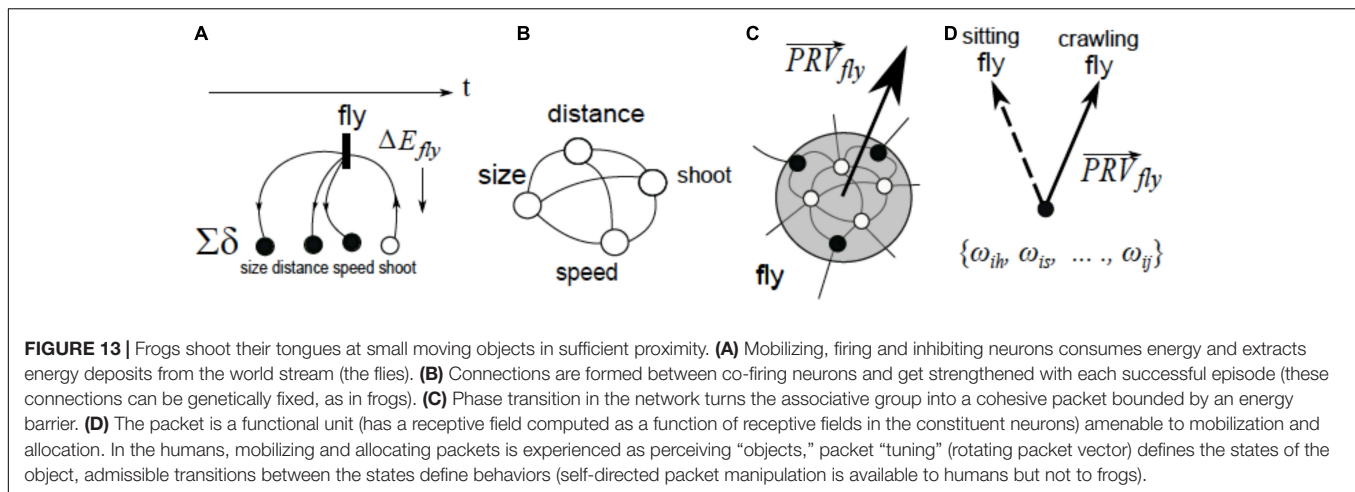 A
t
fly
ΔE_fly
Σδ
size distance speed shoot
B
distance
size
shoot
speed
C
PRV_fly
fly
D
sitting fly
crawling fly
PRV_fly
{ω_ih, ω_is, ...., ω_ij}
FIGURE 13 | Frogs shoot their tongues at small moving objects in sufficient proximity. (A) Mobilizing, firing and inhibiting neurons consumes energy and extracts
energy deposits from the world stream (the flies). (B) Connections are formed between co-firing neurons and get strengthened with each successful episode (these
connections can be genetically fixed, as in frogs). (C) Phase transition in the network turns the associative group into a cohesive packet bounded by an energy
barrier. (D) The packet is a functional unit (has a receptive field computed as a function of receptive fields in the constituent neurons) amenable to mobilization and
allocation. In the humans, mobilizing and allocating packets is experienced as perceiving “objects,” packet “tuning” (rotating packet vector) defines the states of the
object, admissible transitions between the states define behaviors (self-directed packet manipulation is available to humans but not to frogs).